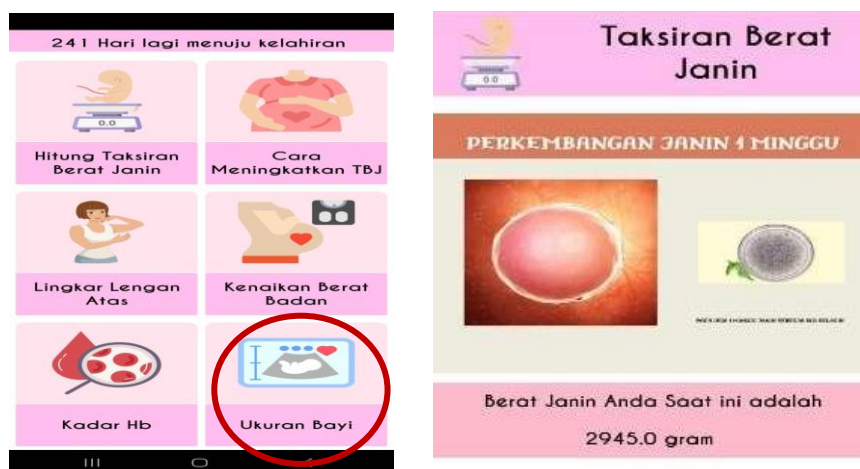 241 Hari lagi menuju kelahiran
0.0
Hitung Taksiran
Berat Janin
Cara
Meningkatkan TBJ
Lingkar Lengan
Atas
Kenaikan Berat
Badan
Kadar Hb
Ukuran Bayi
0.0
Taksiran Berat
Janin
PERKEMBANGAN JANIN 1 MINGGU
Berat Janin Anda Saat ini adalah
2945.0 gram